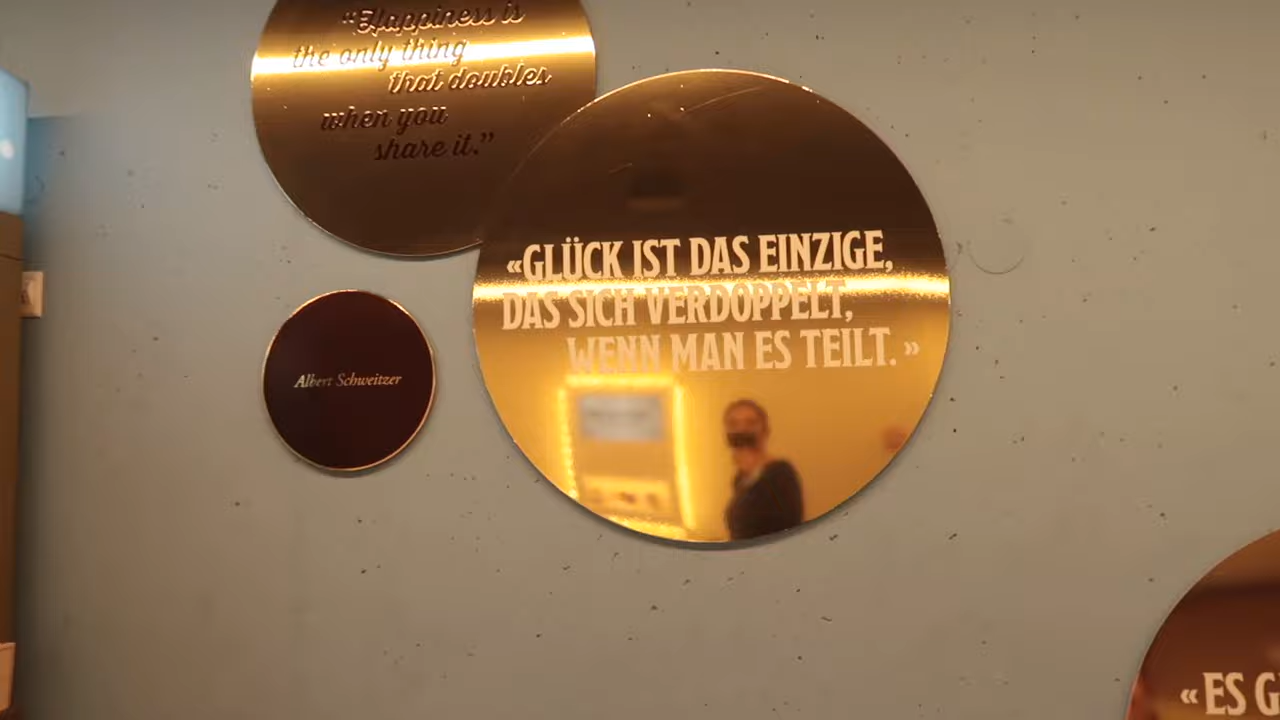 “Happiness is
the only thing
that doubles
when you
share it.”
«GLÜCK IST DAS EINZIGE,
DAS SICH VERDOPPELT,
WENN MAN ES TEILT.»
Albert Schweitzer
«ES